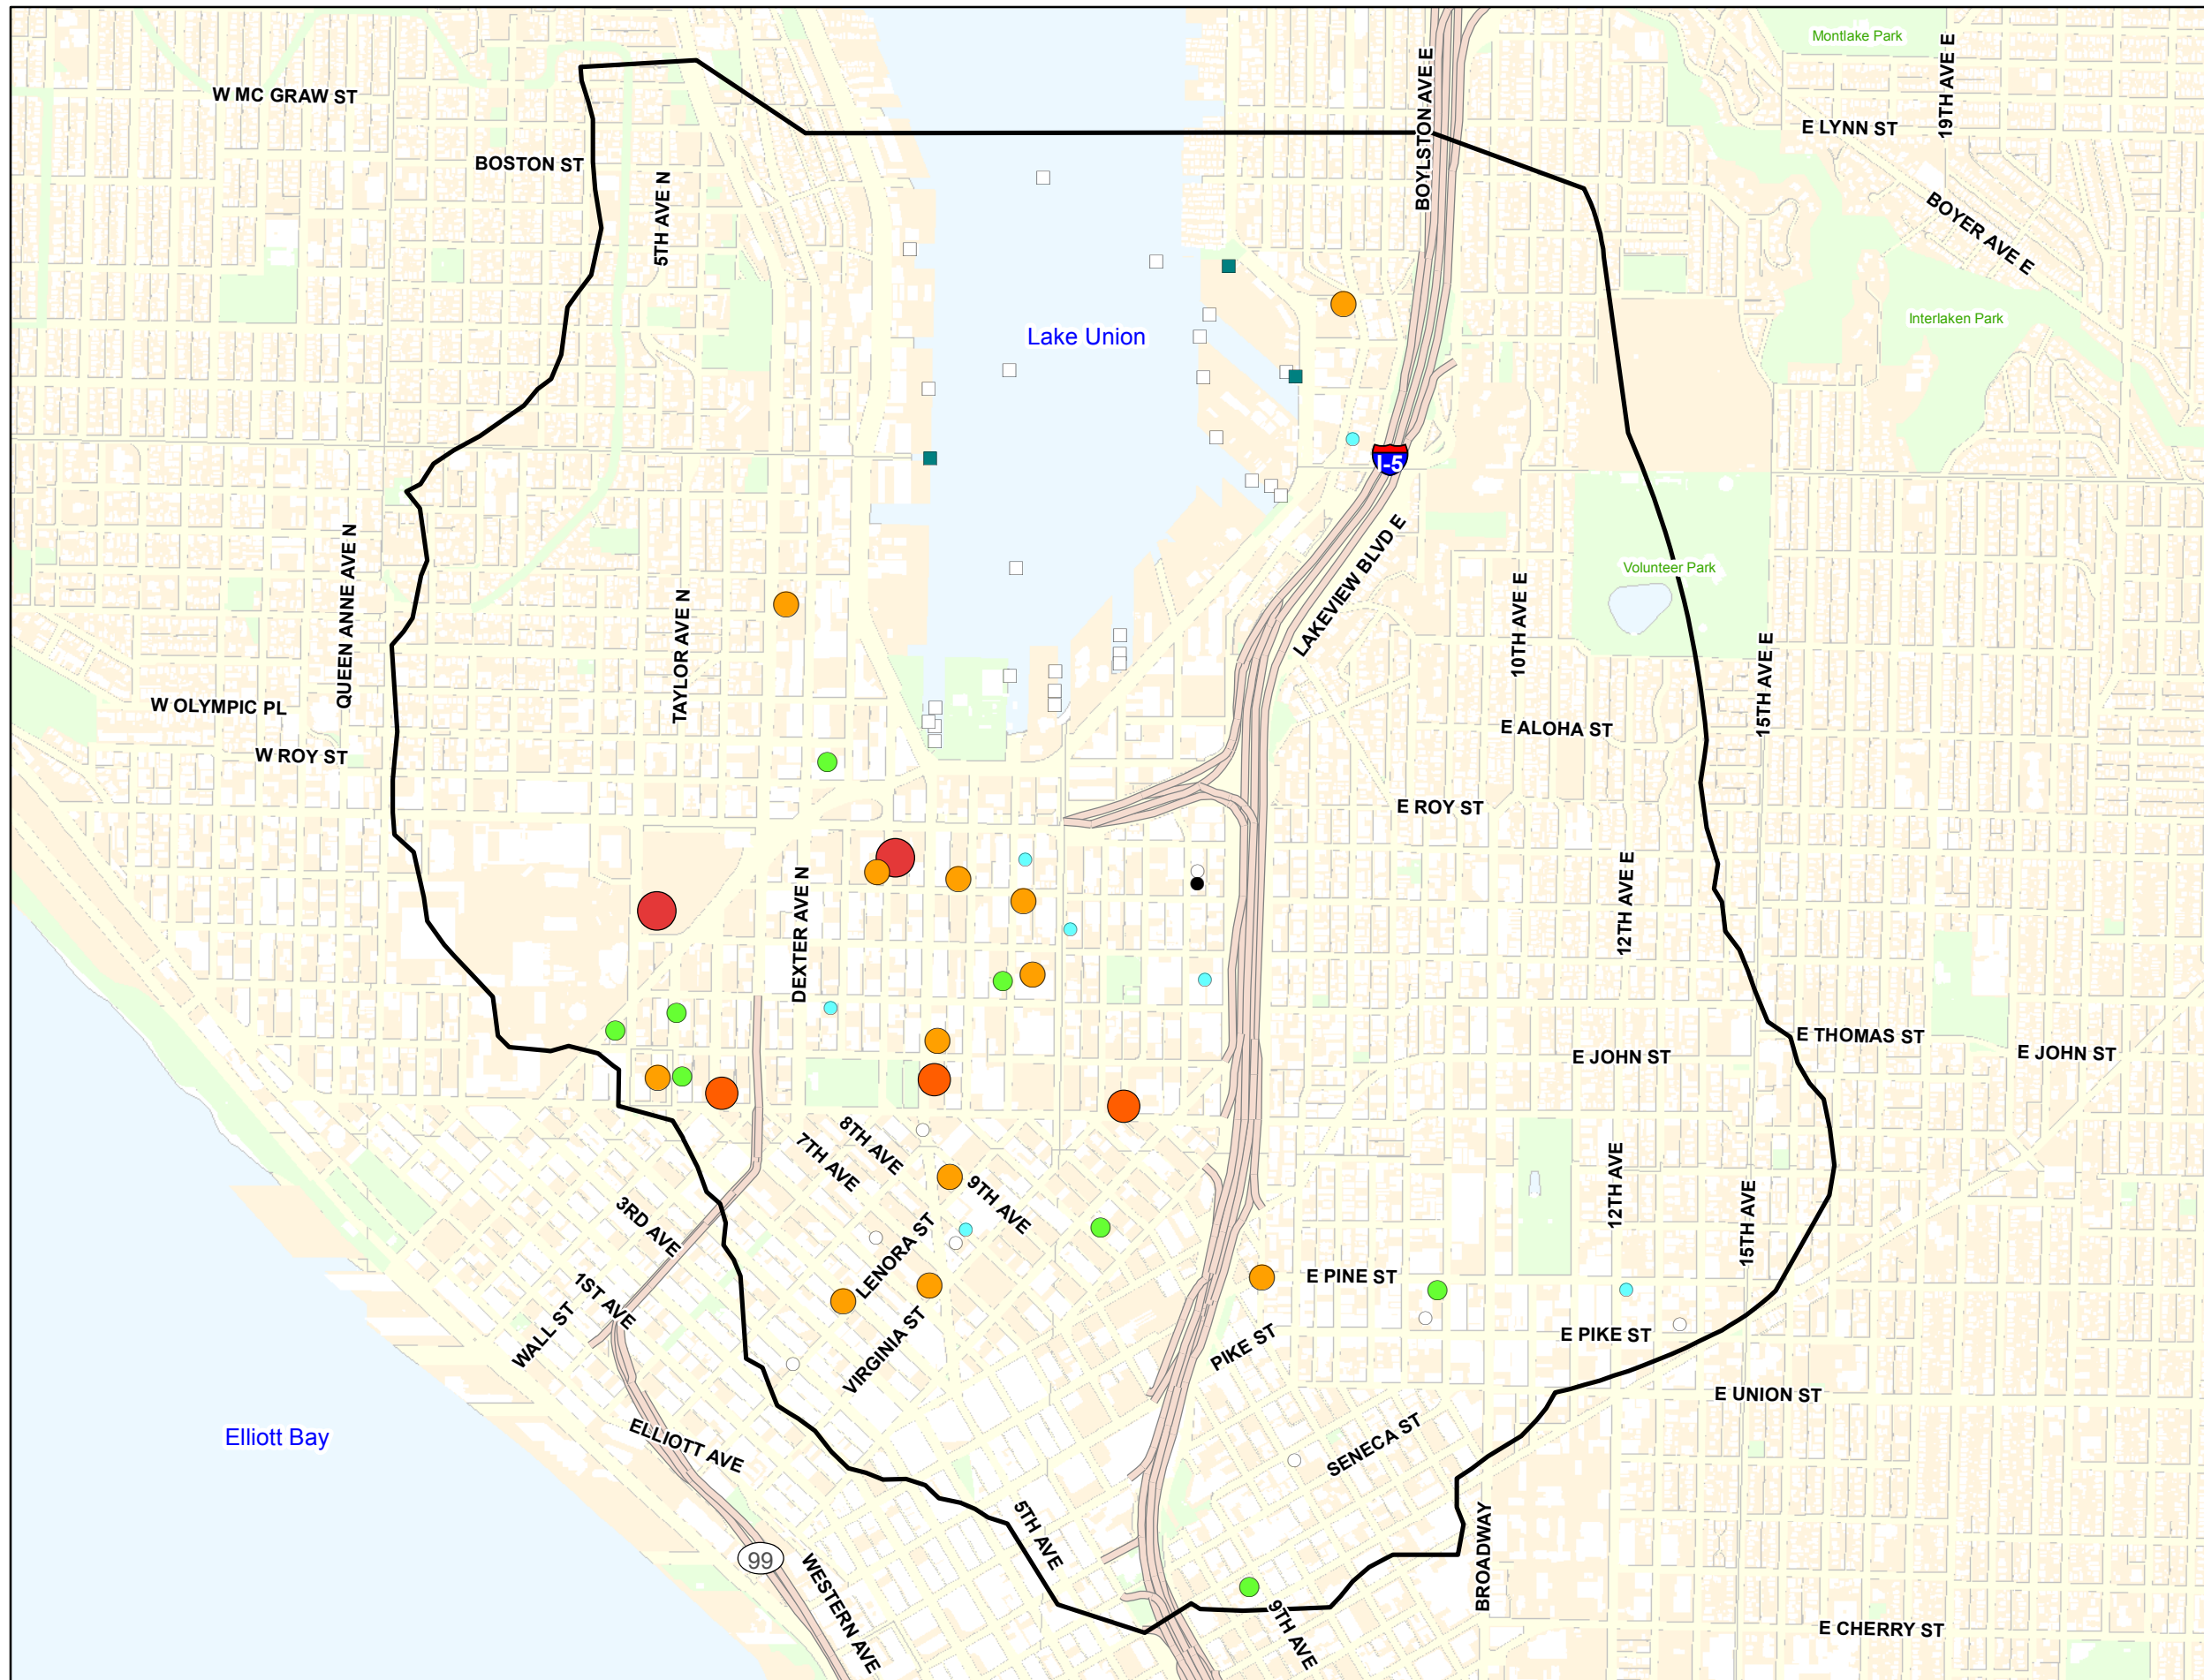 Montlake Park
W MC GRAW ST
BOYLSTON AVE E
19TH AVE E
E LYNN ST
BOSTON ST
5TH AVE N
BOYER AVE E
Lake Union
Interlaken Park
I-5
QUEEN ANNE AVE N
TAYLOR AVE N
LAKEVIEW BLVD E
10TH AVE E
Volunteer Park
15TH AVE E
W OLYMPIC PL
W ROY ST
E ALOHA ST
E ROY ST
DEXTER AVE N
12TH AVE E
E THOMAS ST
E JOHN ST
E JOHN ST
8TH AVE
7TH AVE
9TH AVE
3RD AVE
12TH AVE
15TH AVE
LENORA ST
1ST AVE
WALL ST
VIRGINIA ST
E PINE ST
PIKE ST
E PIKE ST
E UNION ST
Elliott Bay
ELLIOTT AVE
SENECA ST
5TH AVE
99
WESTERN AVE
BROADWAY
9TH AVE
E CHERRY ST